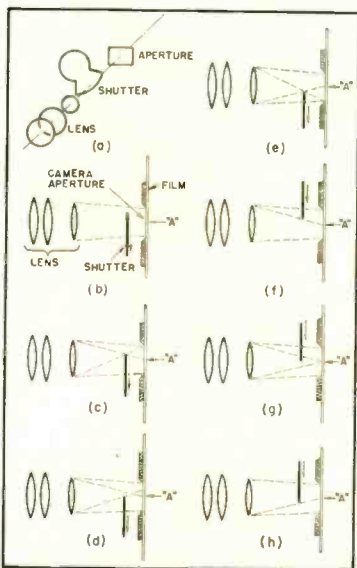 APERTURE
SHUTTER
LENS
(a)
CAMERA
APERTURE
FILM
"A"
LENS
SHUTTER
(b)
"A"
(c)
"A"
(d)
"A"
(e)
"A"
(f)
"A"
(g)
"A"
(h)